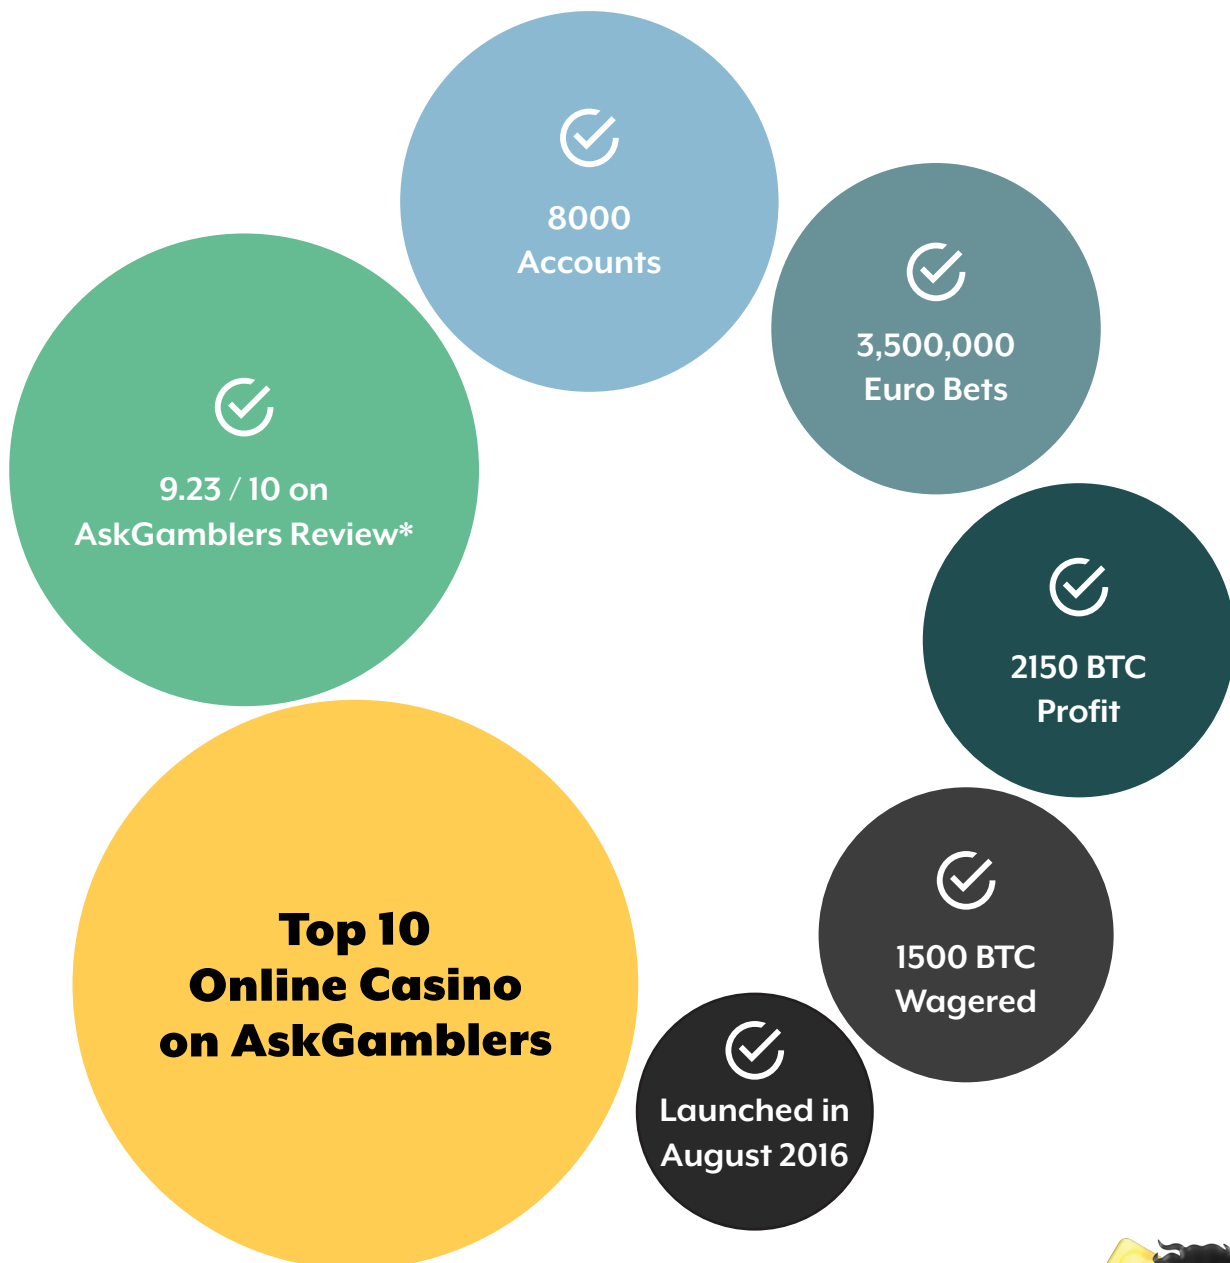 8000
Accounts
3,500,000
Euro Bets
9.23 / 10 on
AskGamblers Review*
2150 BTC
Profit
Top 10
Online Casino
on AskGamblers
1500 BTC
Wagered
Launched in
August 2016